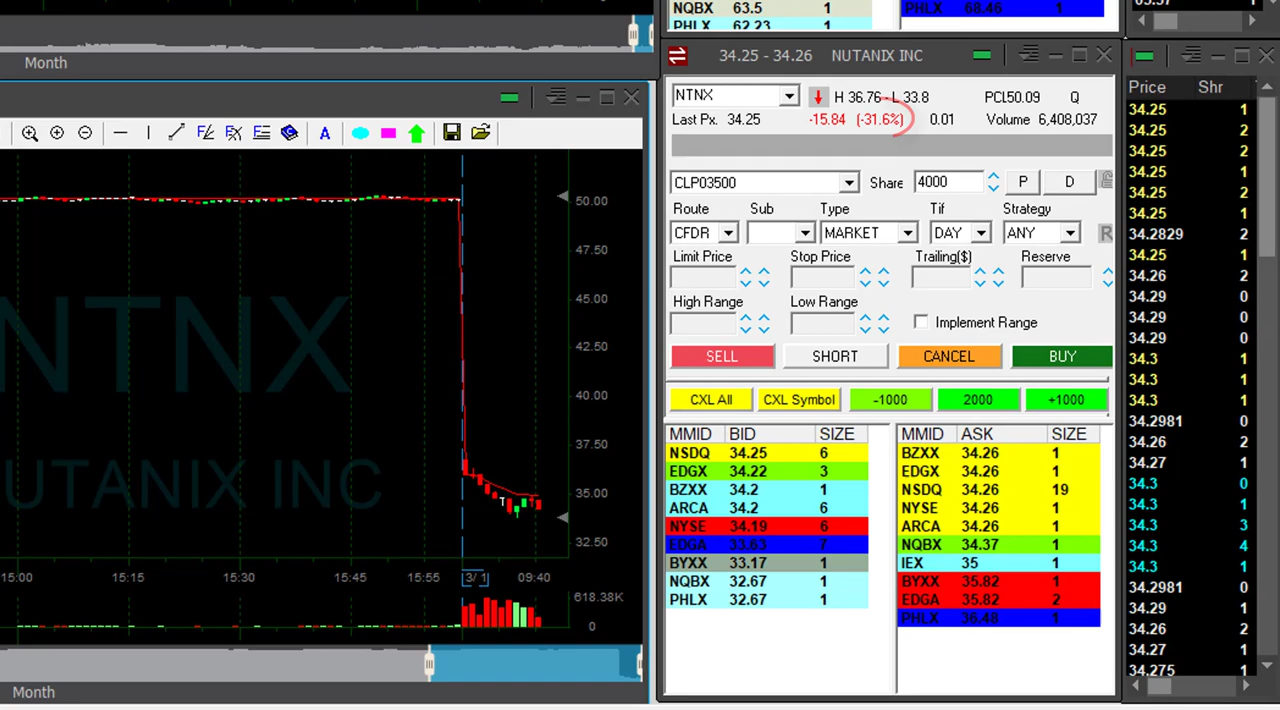 NQBX 63.5 1
PHLX 62.23 1
PHLX 68.46 1
Month
34.25 - 34.26 NUTANIX INC
NTNX
H 36.76 - L 33.8
PCL50.09
Q
Last Px. 34.25
-15.84 (-31.6%)
0.01
Volume 6,408,037
CLP03500
Share
4000
P
D
Route
Sub
Type
Tif
Strategy
CFDR
MARKET
DAY
ANY
R
Limit Price
Stop Price
Trailing($)
Reserve
High Range
Low Range
Implement Range
SELL
SHORT
CANCEL
BUY
CXL All
CXL Symbol
-1000
2000
+1000
MMID BID SIZE
NSDQ 34.25 6
EDGX 34.22 3
BZXX 34.2 1
ARCA 34.2 6
NYSE 34.19 6
EDGA 33.63 7
BYXX 33.17 1
NQBX 32.67 1
PHLX 32.67 1
MMID ASK SIZE
BZXX 34.26 1
EDGX 34.26 1
NSDQ 34.26 19
NYSE 34.26 1
ARCA 34.26 1
NQBX 34.37 1
IEX 35 1
BYXX 35.82 1
EDGA 35.82 2
PHLX 36.48 1
Price Shr
34.25 1
34.25 2
34.25 2
34.25 1
34.25 2
34.25 1
34.2829 2
34.25 1
34.26 2
34.29 0
34.29 0
34.29 0
34.3 1
34.3 1
34.3 1
34.2981 0
34.26 2
34.27 1
34.3 0
34.3 1
34.3 3
34.3 4
34.3 1
34.2981 0
34.29 1
34.26 2
34.27 1
34.275 1
A
NTNX
NUTANIX INC
50.00
47.50
45.00
42.50
40.00
37.50
35.00
32.50
15:00 15:15 15:30 15:45 15:55 3/ 1 09:40
618.38K
0
Month